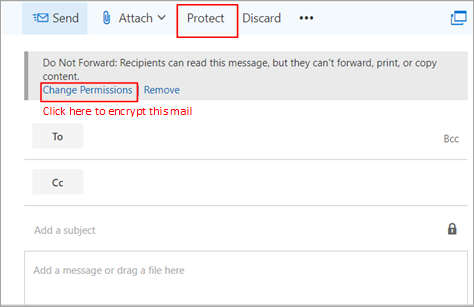 Send Attach Protect Discard •••
Do Not Forward: Recipients can read this message, but they can't forward, print, or copy
content.
Change Permissions Remove
Click here to encrypt this mail
To Bcc
Cc
Add a subject
Add a message or drag a file here